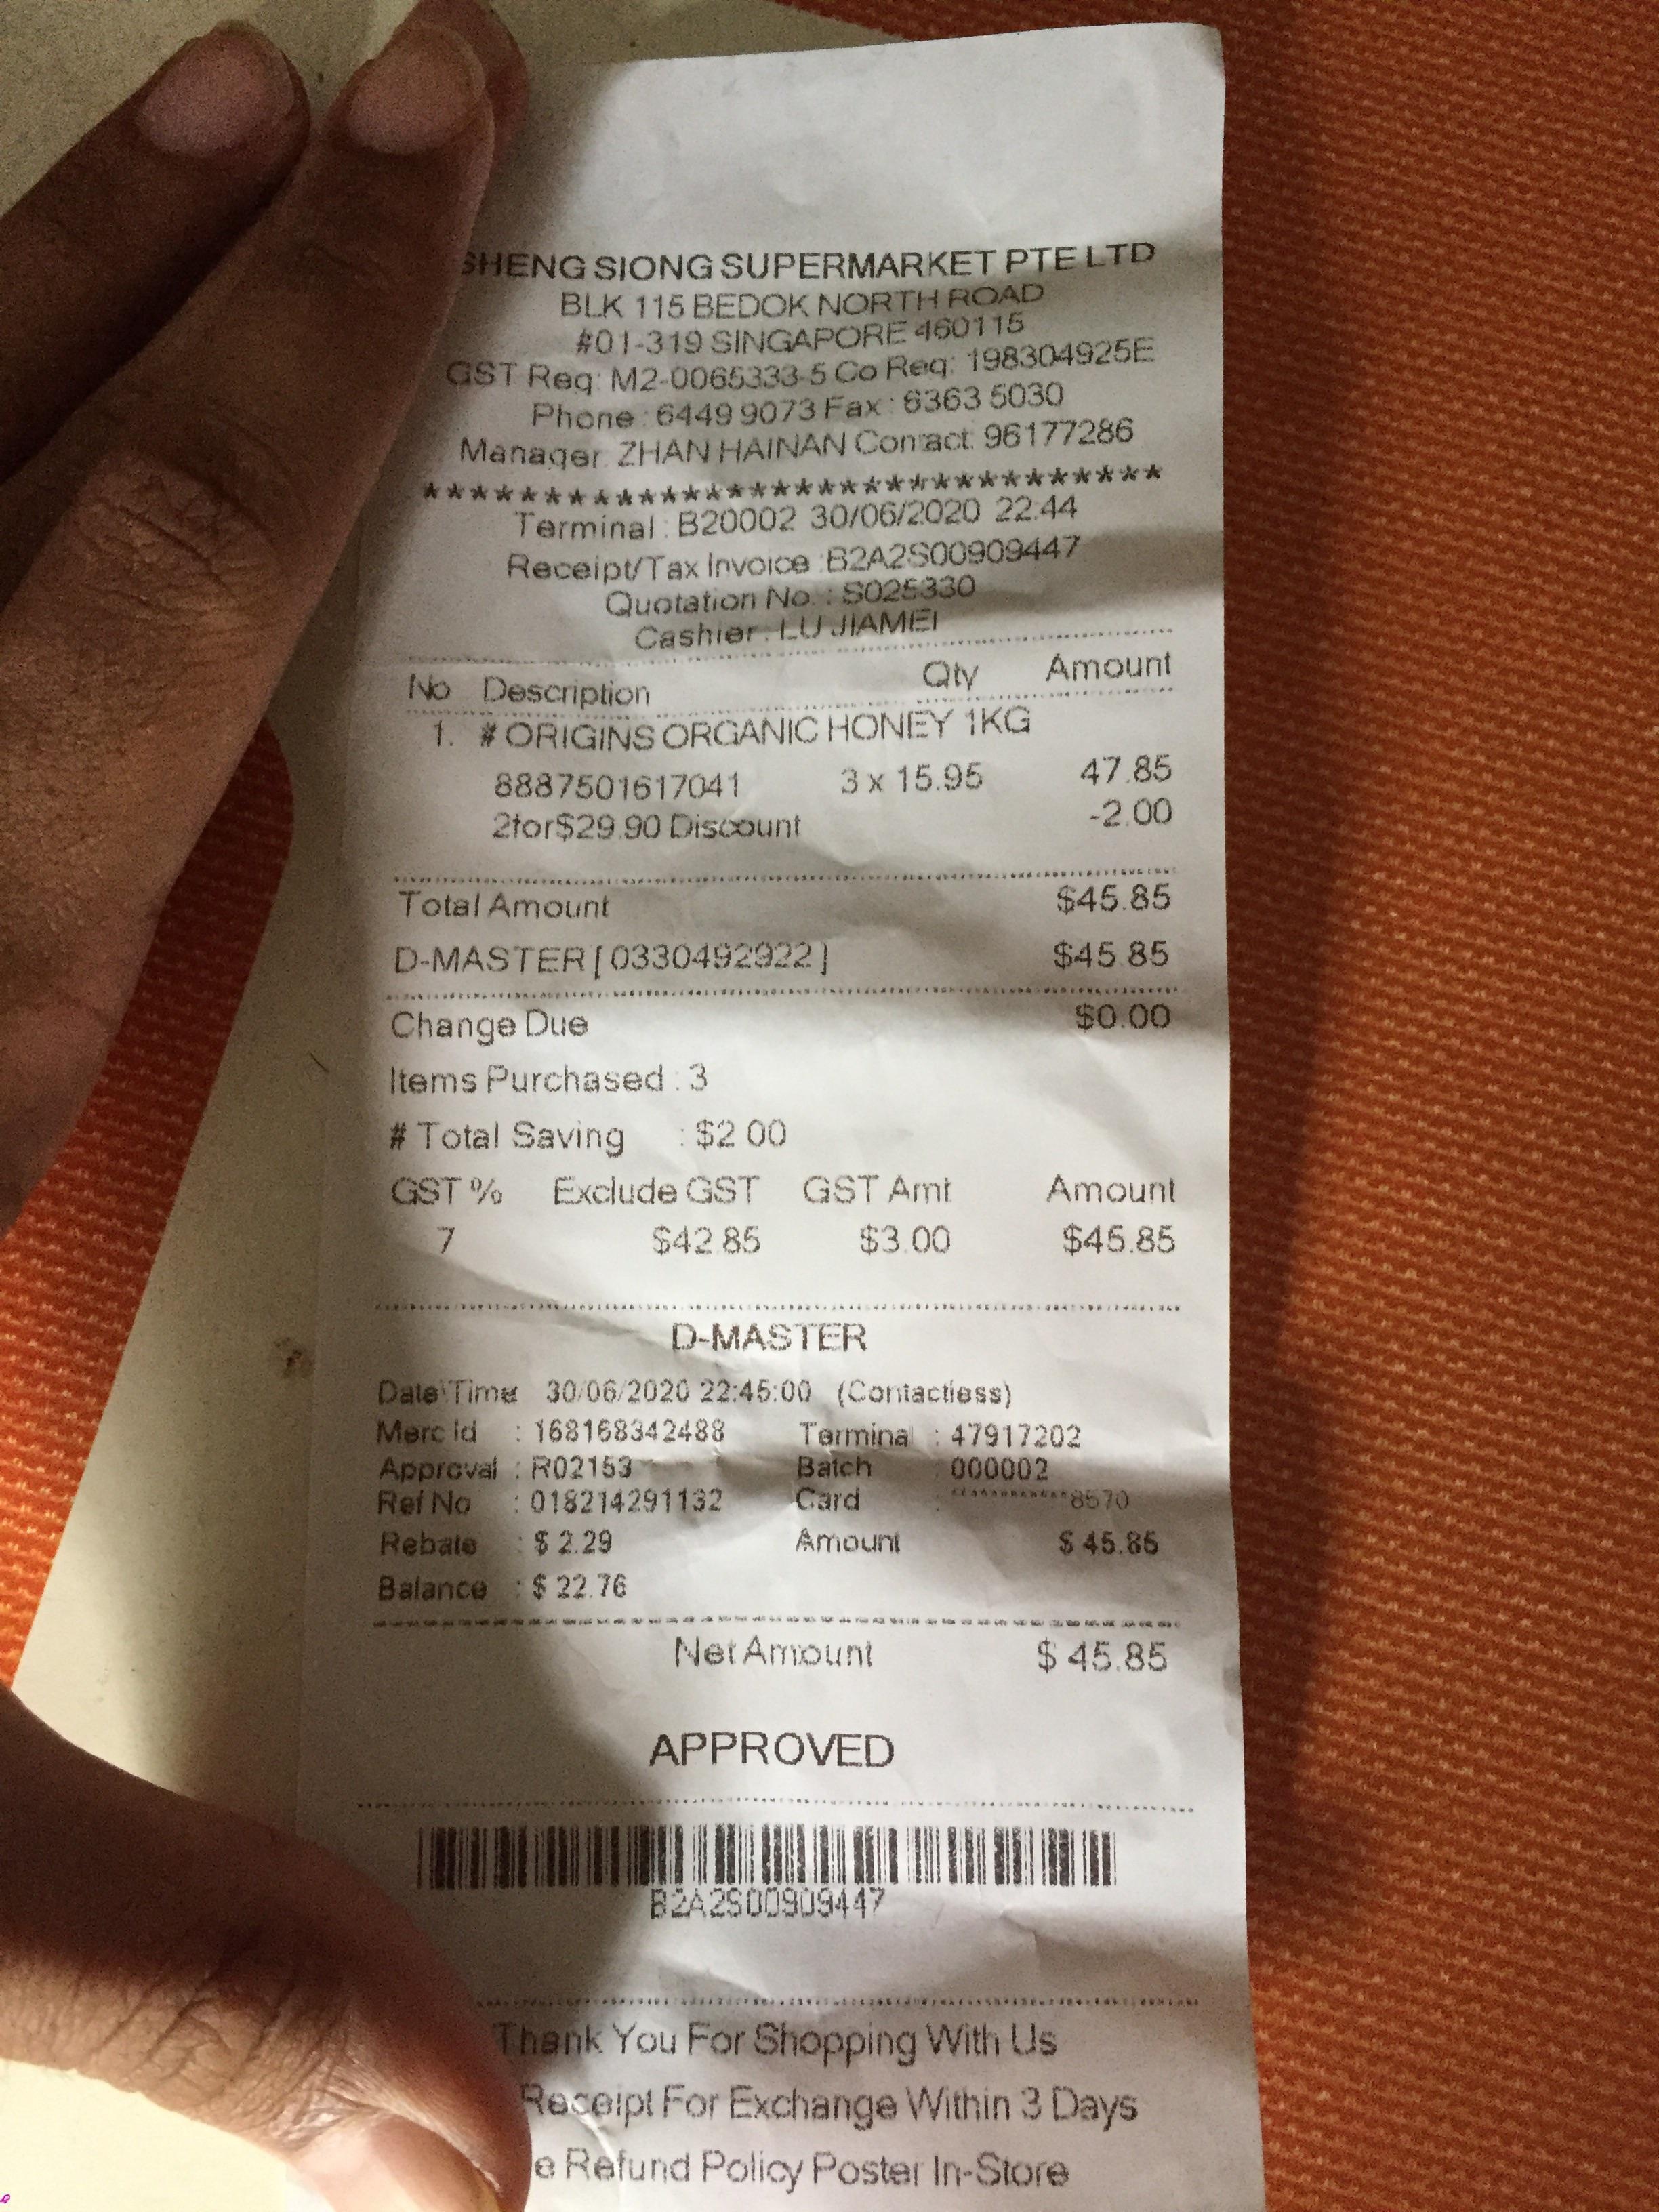 SHENG SIONG SUPERMARKET PTE LTD
BLK 115 BEDOK NORTH ROAD
#01-319 SINGAPORE 460115
GST Reg: M2-0065333-5 Co Reg: 198304925E
Phone : 6449 9073 Fax : 6363 5030
Manager: ZHAN HAINAN Contact: 96177286
********************************
Terminal : B20002 30/06/2020 22:44
Receipt/Tax Invoice :B2A2S00909447
Quotation No. : S025330
Cashier : LU JIAMEI
No Description Qty Amount
1. # ORIGINS ORGANIC HONEY 1KG
8887501617041 3 x 15.95 47.85
2for$29.90 Discount -2.00
Total Amount $45.85
D-MASTER [ 0330492922 ] $45.85
Change Due $0.00
Items Purchased : 3
# Total Saving : $2.00
GST % Exclude GST GST Amt Amount
7 $42.85 $3.00 $45.85
D-MASTER
Date\Time 30/06/2020 22:45:00 (Contactless)
Merc Id : 168168342488 Terminal : 47917202
Approval : R02153 Batch : 000002
Ref No : 018214291132 Card : ************8570
Rebate : $ 2.29 Amount $ 45.85
Balance : $ 22.76
Net Amount $ 45.85
APPROVED
B2A2S00909447
Thank You For Shopping With Us
Receipt For Exchange Within 3 Days
Refund Policy Poster In-Store